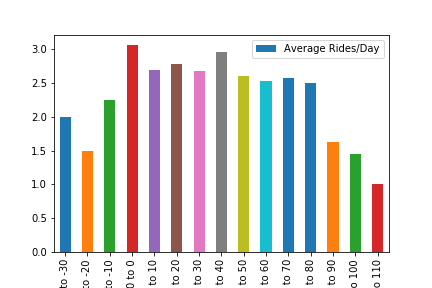 Average Rides/Day
3.0
2.5
2.0
1.5
1.0
0.5
0.0
to -30
to -20
to -10
0 to 0
to 10
to 20
to 30
to 40
to 50
to 60
to 70
to 80
to 90
o 100
o 110